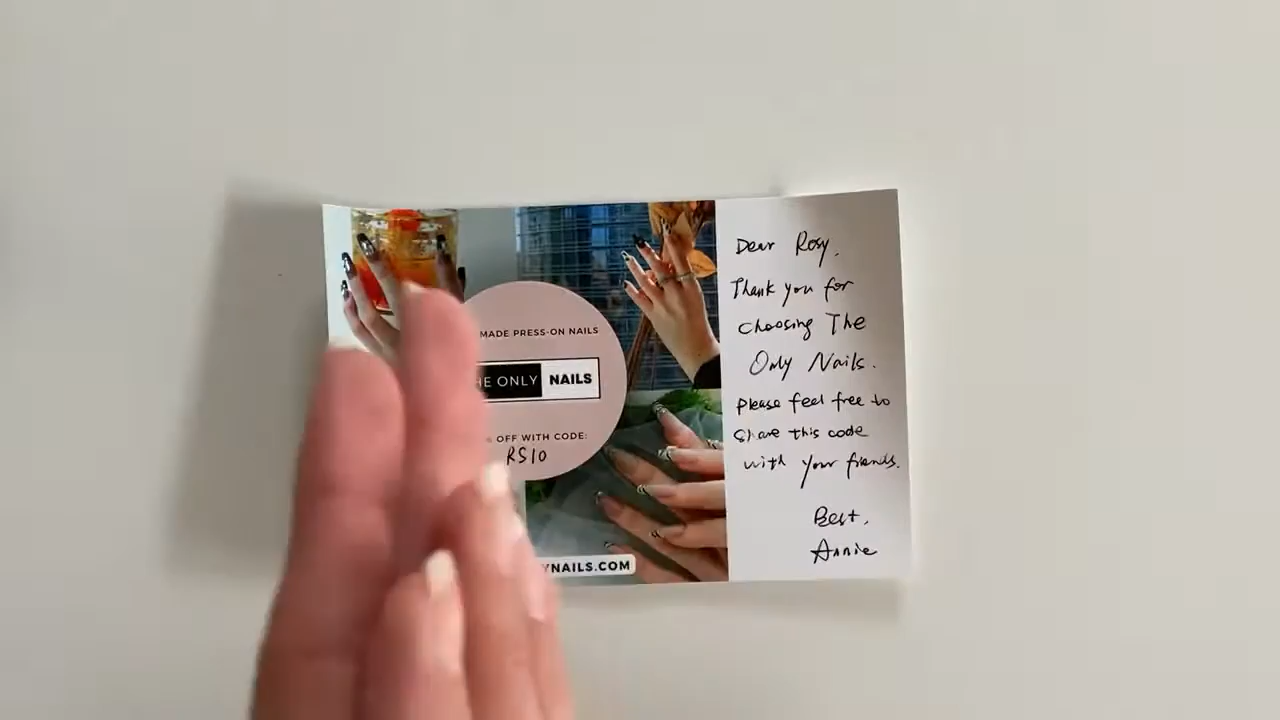 MADE PRESS-ON NAILS
HE ONLY NAILS
OFF WITH CODE:
RS10
YNAILS.COM
Dear Rosy,
Thank you for
choosing The
Only Nails.
please feel free to
share this code
with your friends.
Best,
Annie